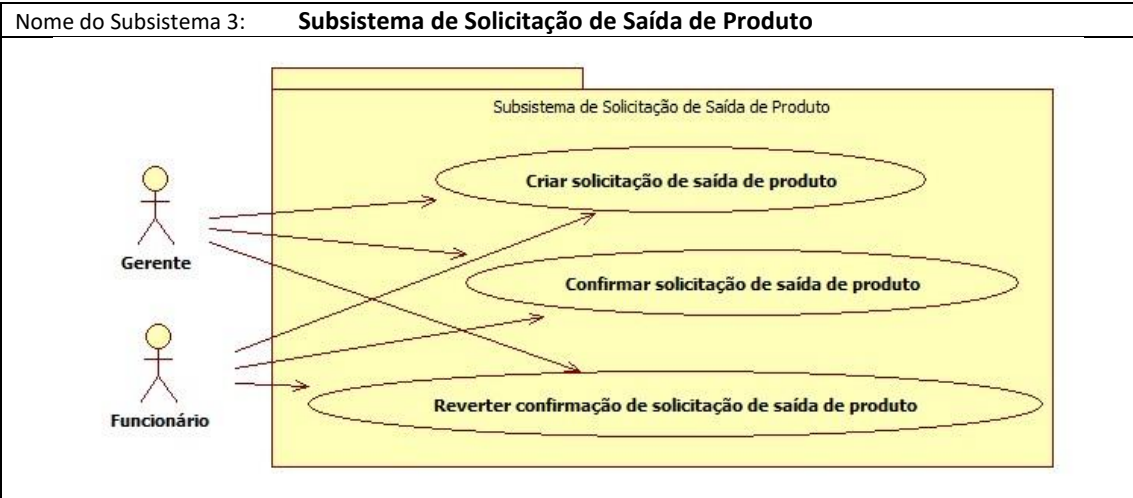 Nome do Subsistema 3: Subsistema de Solicitação de Saída de Produto
Subsistema de Solicitação de Saída de Produto
Criar solicitação de saída de produto
Gerente
Confirmar solicitação de saída de produto
Funcionário
Reverter confirmação de solicitação de saída de produto